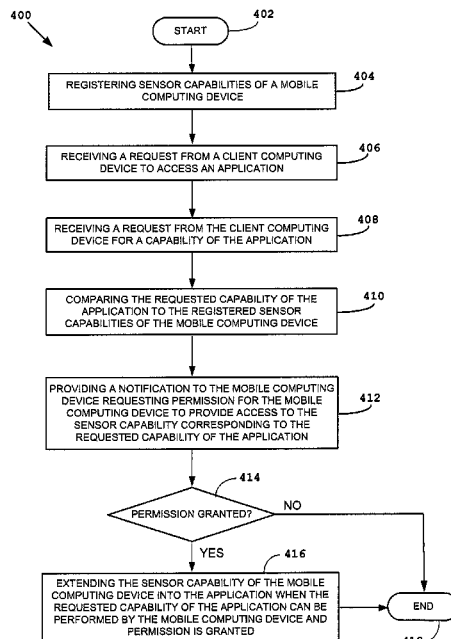 400
START
402
REGISTERING SENSOR CAPABILITIES OF A MOBILE
COMPUTING DEVICE
404
RECEIVING A REQUEST FROM A CLIENT COMPUTING
DEVICE TO ACCESS AN APPLICATION
406
RECEIVING A REQUEST FROM THE CLIENT COMPUTING
DEVICE FOR A CAPABILITY OF THE APPLICATION
408
COMPARING THE REQUESTED CAPABILITY OF THE
APPLICATION TO THE REGISTERED SENSOR
CAPABILITIES OF THE MOBILE COMPUTING DEVICE
410
PROVIDING A NOTIFICATION TO THE MOBILE COMPUTING
DEVICE REQUESTING PERMISSION FOR THE
MOBILE COMPUTING DEVICE TO PROVIDE ACCESS TO THE
SENSOR CAPABILITY CORRESPONDING TO THE
REQUESTED CAPABILITY OF THE APPLICATION
412
414
PERMISSION GRANTED?
NO
YES
416
EXTENDING THE SENSOR CAPABILITY OF THE MOBILE
COMPUTING DEVICE INTO THE APPLICATION WHEN THE
REQUESTED CAPABILITY OF THE APPLICATION CAN BE
PERFORMED BY THE MOBILE COMPUTING DEVICE AND
PERMISSION IS GRANTED
END